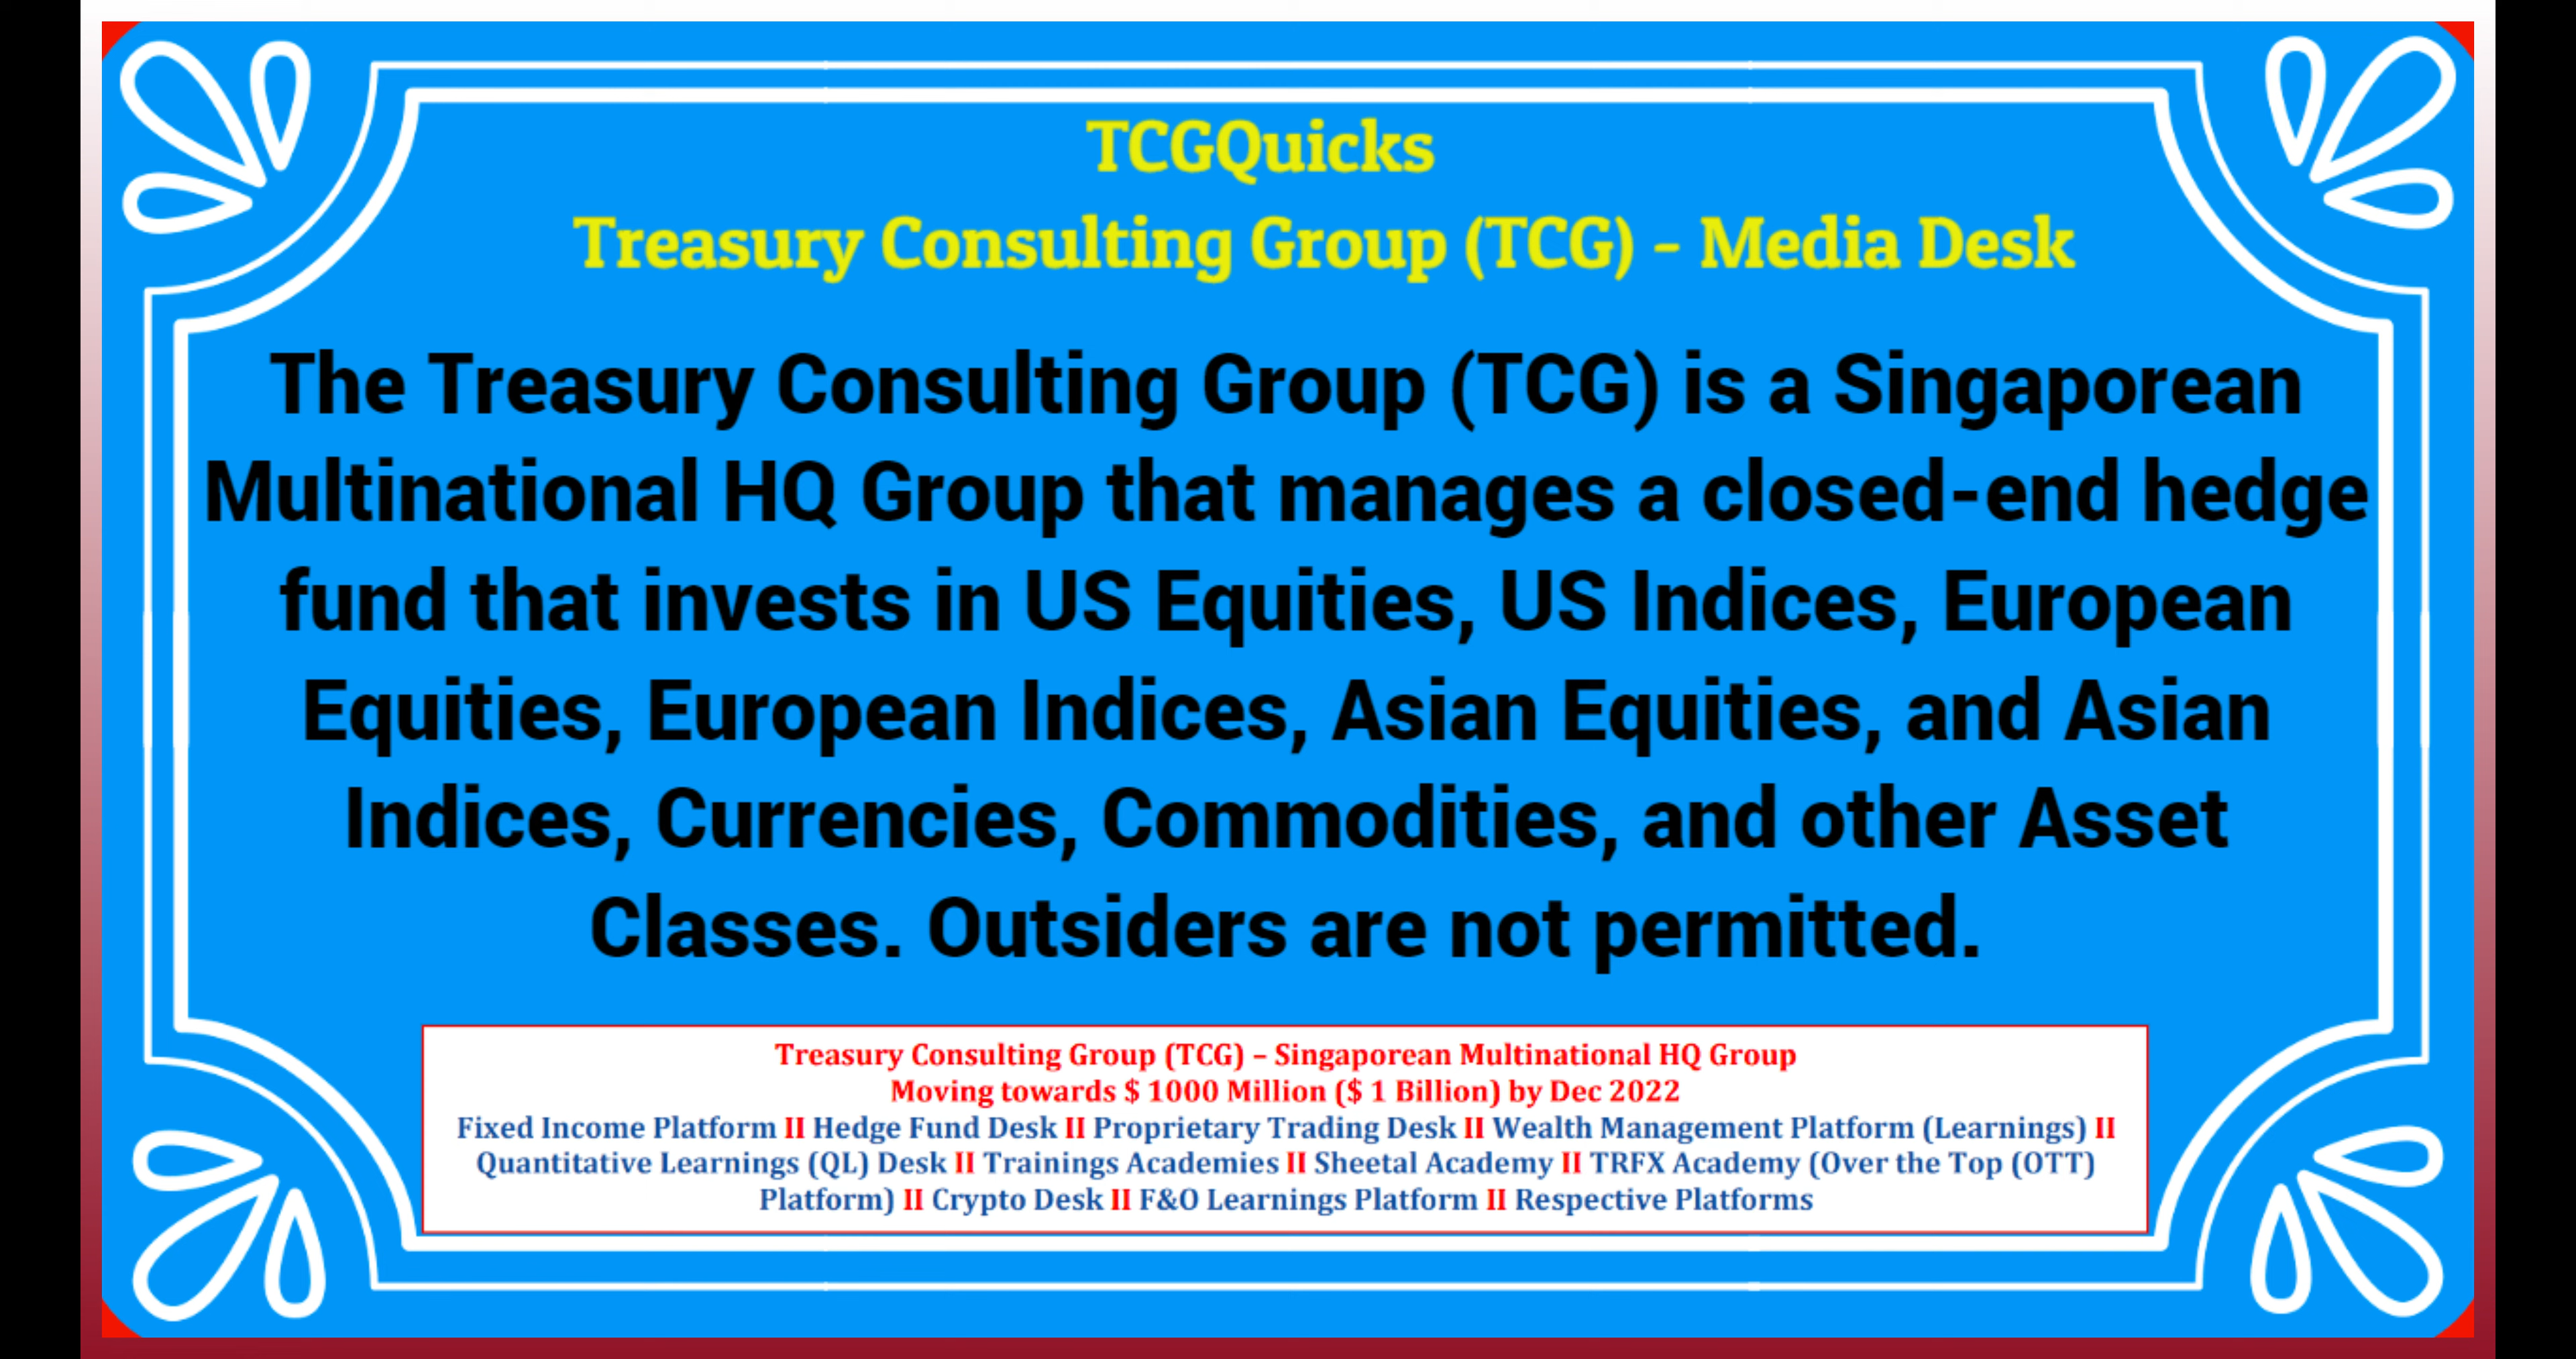 TCGQuicks
Treasury Consulting Group (TCG) – Media Desk
The Treasury Consulting Group (TCG) is a Singaporean
Multinational HQ Group that manages a closed-end hedge
fund that invests in US Equities, US Indices, European
Equities, European Indices, Asian Equities, and Asian
Indices, Currencies, Commodities, and other Asset
Classes. Outsiders are not permitted.
Treasury Consulting Group (TCG) – Singaporean Multinational HQ Group
Moving towards $ 1000 Million ($ 1 Billion) by Dec 2022
Fixed Income Platform II Hedge Fund Desk II Proprietary Trading Desk II Wealth Management Platform (Learnings) II
Quantitative Learnings (QL) Desk II Trainings Academies II Sheetal Academy II TRFX Academy (Over the Top (OTT)
Platform) II Crypto Desk II F&O Learnings Platform II Respective Platforms